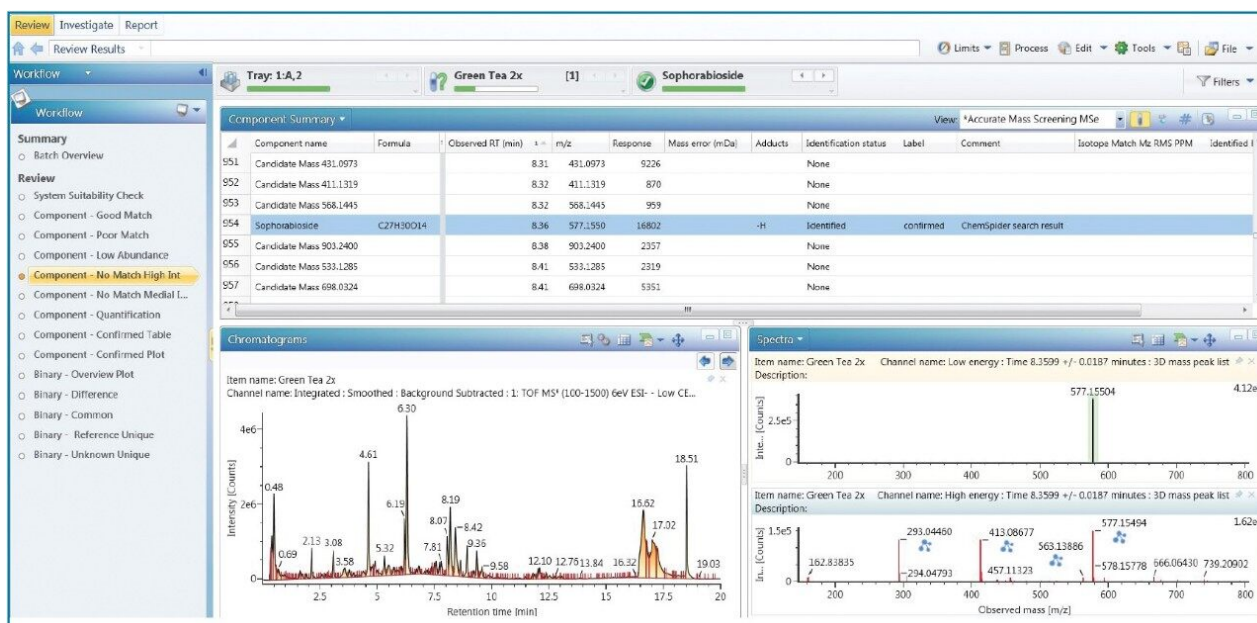 Review Investigate Report
Review Results
Limits Process Edit Tools File
Workflow
Tray: 1:A,2 Green Tea 2x [1] Sophorabioside
Filters
Workflow
Summary
Batch Overview
Review
System Suitability Check
Component - Good Match
Component - Poor Match
Component - Low Abundance
Component - No Match High Int
Component - No Match Medial I...
Component - Quantification
Component - Confirmed Table
Component - Confirmed Plot
Binary - Overview Plot
Binary - Difference
Binary - Common
Binary - Reference Unique
Binary - Unknown Unique
Component Summary View: *Accurate Mass Screening MSe
Component name Formula Observed RT (min) m/z Response Mass error (mDa) Adducts Identification status Label Comment Isotope Match Mz RMS PPM Identified
951 Candidate Mass 431.0973 8.31 431.0973 9226 None
952 Candidate Mass 411.1319 8.32 411.1319 870 None
953 Candidate Mass 568.1445 8.32 568.1445 959 None
954 Sophorabioside C27H30O14 8.36 577.1550 16802 -H Identified confirmed ChemSpider search result
955 Candidate Mass 903.2400 8.38 903.2400 2357 None
956 Candidate Mass 533.1285 8.41 533.1285 2319 None
957 Candidate Mass 698.0324 8.41 698.0324 5351 None
Chromatograms
Item name: Green Tea 2x
Channel name: Integrated : Smoothed : Background Subtracted : 1: TOF MSᴱ (100-1500) 6eV ESI- - Low CE...
6.30
4e6
4.61
18.51
0.48
6.19
8.19
16.62
2e6
8.07
8.42
17.02
2.13 3.08
5.32
7.81
9.36
0.69
3.58
9.58
12.10 12.76 13.84
16.32
19.03
0
2.5 5 7.5 10 12.5 15 17.5 20
Intensity [Counts]
Retention time [min]
Spectra
Item name: Green Tea 2x Channel name: Low energy : Time 8.3599 +/- 0.0187 minutes : 3D mass peak list
Description:
577.15504
4.12e
2.5e5
0
Inte... [Counts]
200 300 400 500 600 700 800
Item name: Green Tea 2x Channel name: High energy : Time 8.3599 +/- 0.0187 minutes : 3D mass peak list
Description:
1.62e
1.5e5
293.04460
413.08677
577.15494
563.13886
162.83835
294.04793
457.11323
578.15778
666.06430
739.20902
0
In... [Counts]
200 300 400 500 600 700 800
Observed mass [m/z]